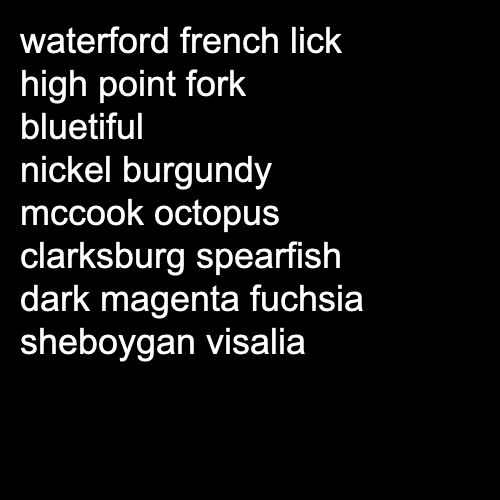 waterford french lick
high point fork
bluetiful
nickel burgundy
mccook octopus
clarksburg spearfish
dark magenta fuchsia
sheboygan visalia